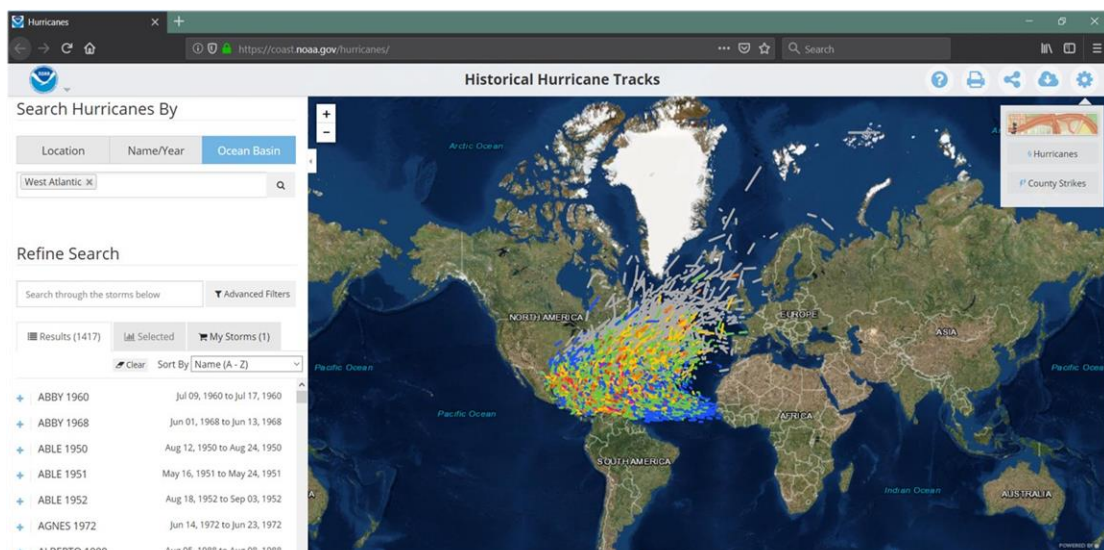 Hurricanes
https://coast.noaa.gov/hurricanes/
Search
Historical Hurricane Tracks
Search Hurricanes By
Location
Name/Year
Ocean Basin
West Atlantic
Refine Search
Search through the storms below
Advanced Filters
Results (1417)
Selected
My Storms (1)
Clear
Sort By
Name (A - Z)
ABBY 1960 Jul 09, 1960 to Jul 17, 1960
ABBY 1968 Jun 01, 1968 to Jun 13, 1968
ABLE 1950 Aug 12, 1950 to Aug 24, 1950
ABLE 1951 May 16, 1951 to May 24, 1951
ABLE 1952 Aug 18, 1952 to Sep 03, 1952
AGNES 1972 Jun 14, 1972 to Jun 23, 1972
Hurricanes
County Strikes
Arctic Ocean
NORTH AMERICA
EUROPE
ASIA
Pacific Ocean
Pacific Ocean
Pacific Ocean
AFRICA
SOUTH AMERICA
Indian Ocean
AUSTRALIA
POWERED BY